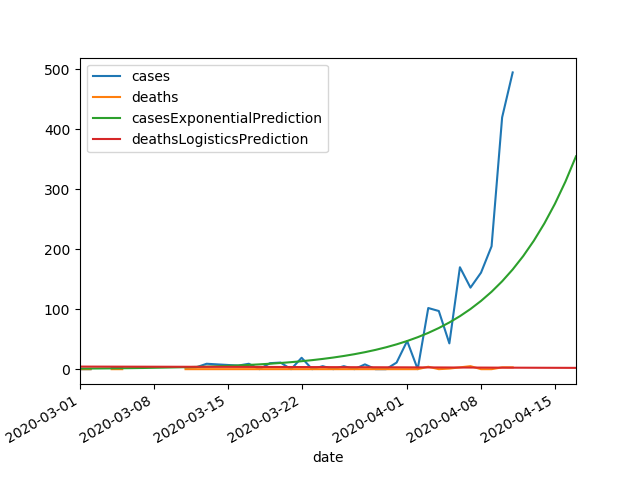 500
400
300
200
100
0
cases
deaths
casesExponentialPrediction
deathsLogisticsPrediction
2020-03-01
2020-03-08
2020-03-15
2020-03-22
2020-04-01
2020-04-08
2020-04-15
date